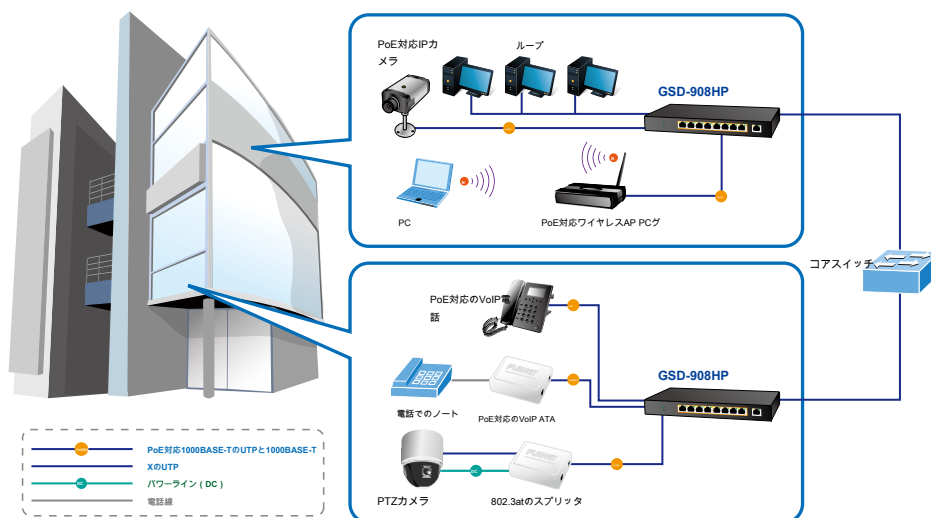 PoE対応IPカ
メラ
ループ
GSD-908HP
PC
PoE対応ワイヤレスAP PCグ
コアスイッチ
PoE対応のVoIP電
話
GSD-908HP
電話でのノート
PLANET
PoE対応のVoIP ATA
PLANET
DC
PTZカメラ
802.3atのスプリッタ
PoE対応1000BASE-TのUTPと1000BASE-T
XのUTP
DC
パワーライン ( DC )
電話線